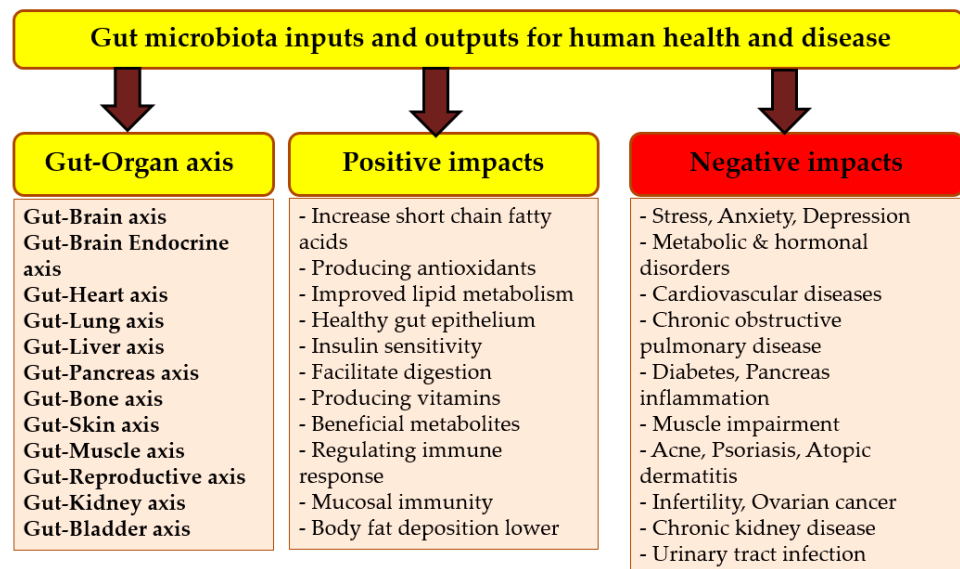 Gut microbiota inputs and outputs for human health and disease
Gut-Organ axis
Gut-Brain axis
Gut-Brain Endocrine
axis
Gut-Heart axis
Gut-Lung axis
Gut-Liver axis
Gut-Pancreas axis
Gut-Bone axis
Gut-Skin axis
Gut-Muscle axis
Gut-Reproductive axis
Gut-Kidney axis
Gut-Bladder axis
Positive impacts
- Increase short chain fatty
acids
- Producing antioxidants
- Improved lipid metabolism
- Healthy gut epithelium
- Insulin sensitivity
- Facilitate digestion
- Producing vitamins
- Beneficial metabolites
- Regulating immune
response
- Mucosal immunity
- Body fat deposition lower
Negative impacts
- Stress, Anxiety, Depression
- Metabolic & hormonal
disorders
- Cardiovascular diseases
- Chronic obstructive
pulmonary disease
- Diabetes, Pancreas
inflammation
- Muscle impairment
- Acne, Psoriasis, Atopic
dermatitis
- Infertility, Ovarian cancer
- Chronic kidney disease
- Urinary tract infection